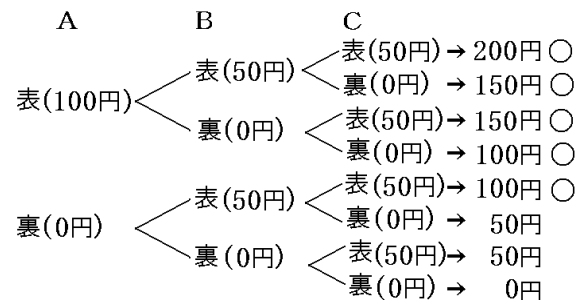 A B C
表(50円)→200円○
表(50円)
裏(0円)→150円○
表(100円)
表(50円)→150円○
裏(0円)
裏(0円)→100円○
表(50円)→100円○
表(50円)
裏(0円)→50円
裏(0円)
表(50円)→50円
裏(0円)
裏(0円)→0円